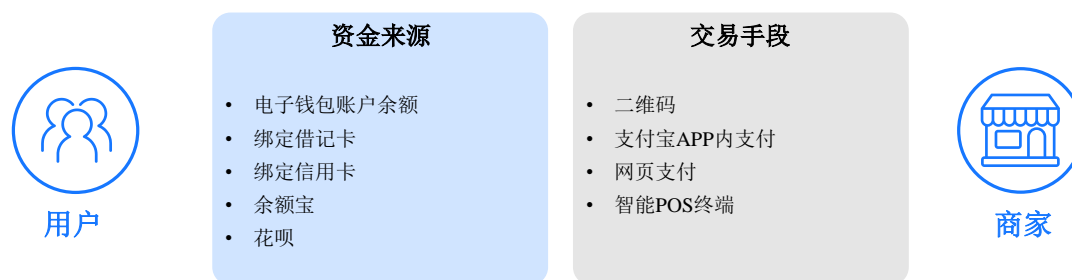 资金来源
• 电子钱包账户余额
• 绑定借记卡
• 绑定信用卡
• 余额宝
• 花呗
交易手段
• 二维码
• 支付宝APP内支付
• 网页支付
• 智能POS终端
用户
商家